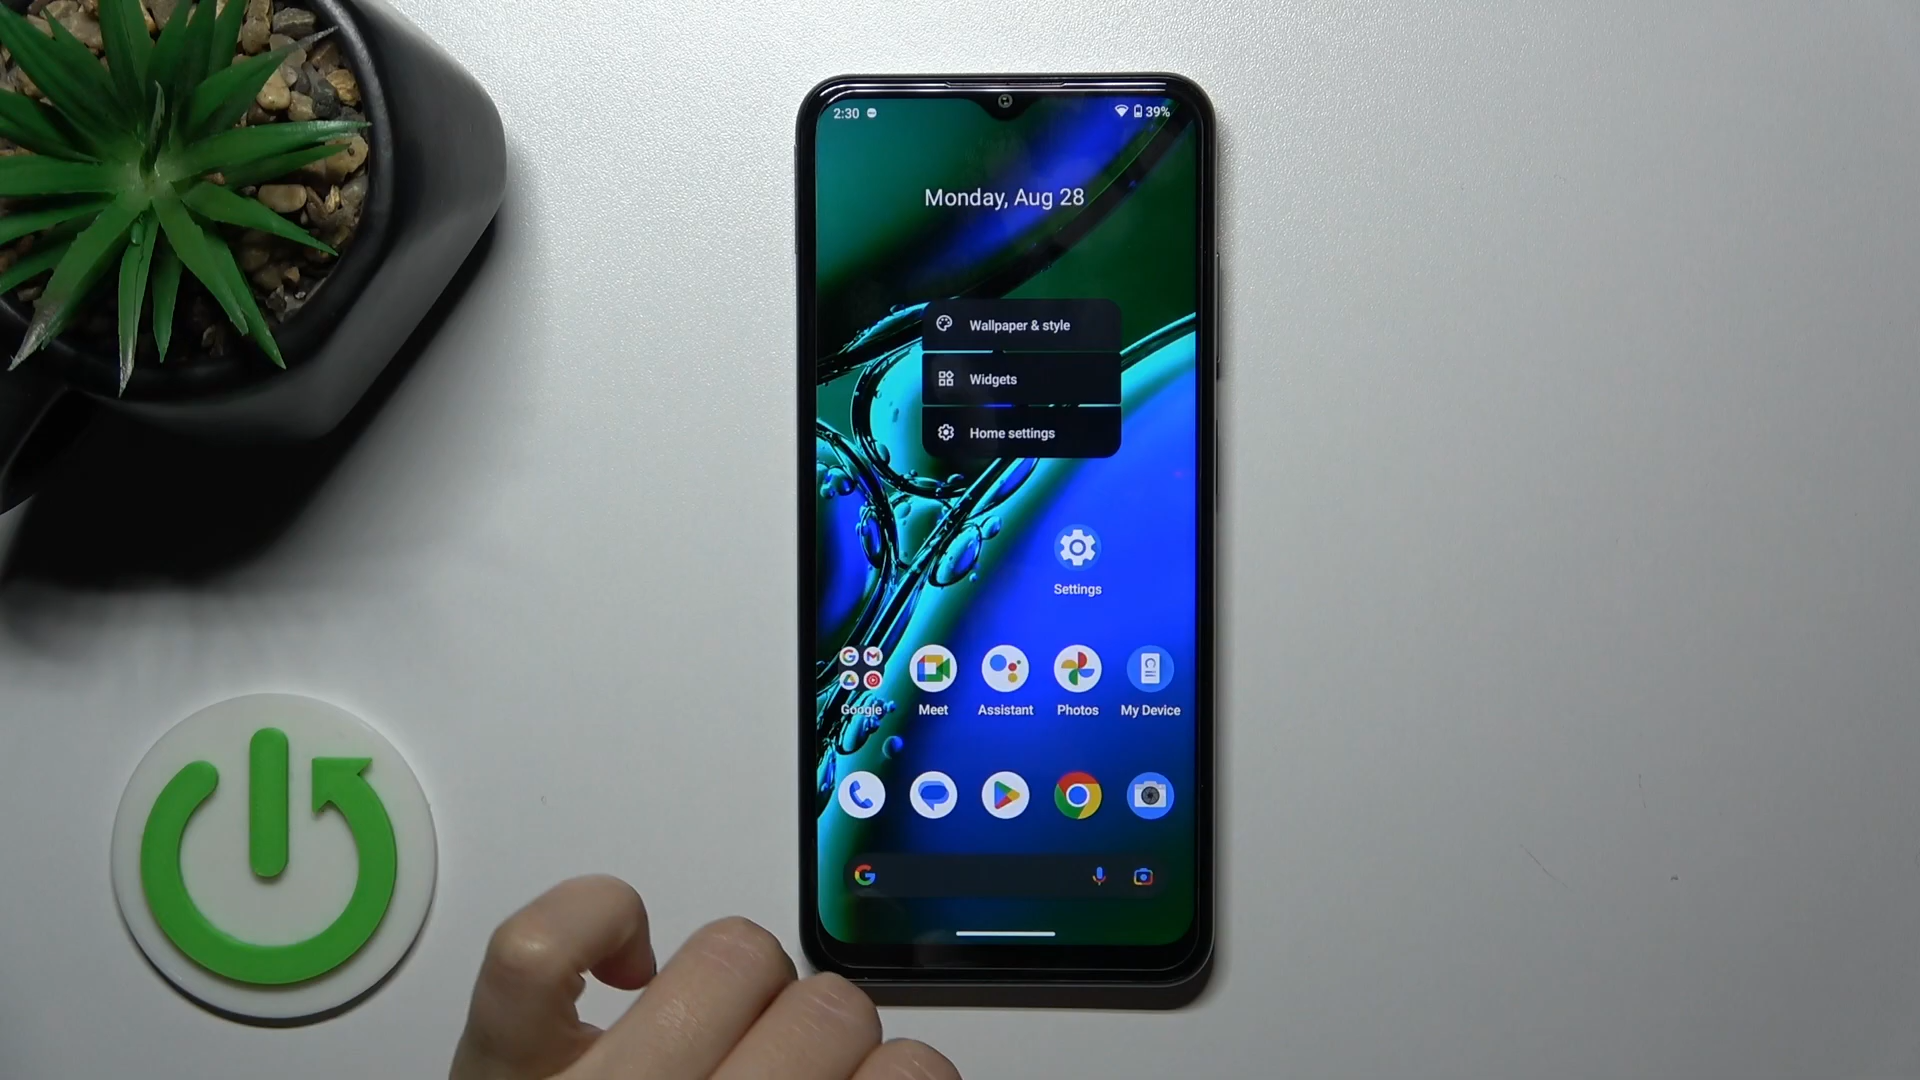 2:30
39%
Monday, Aug 28
Wallpaper & style
Widgets
Home settings
Settings
Google
Meet
Assistant
Photos
My Device